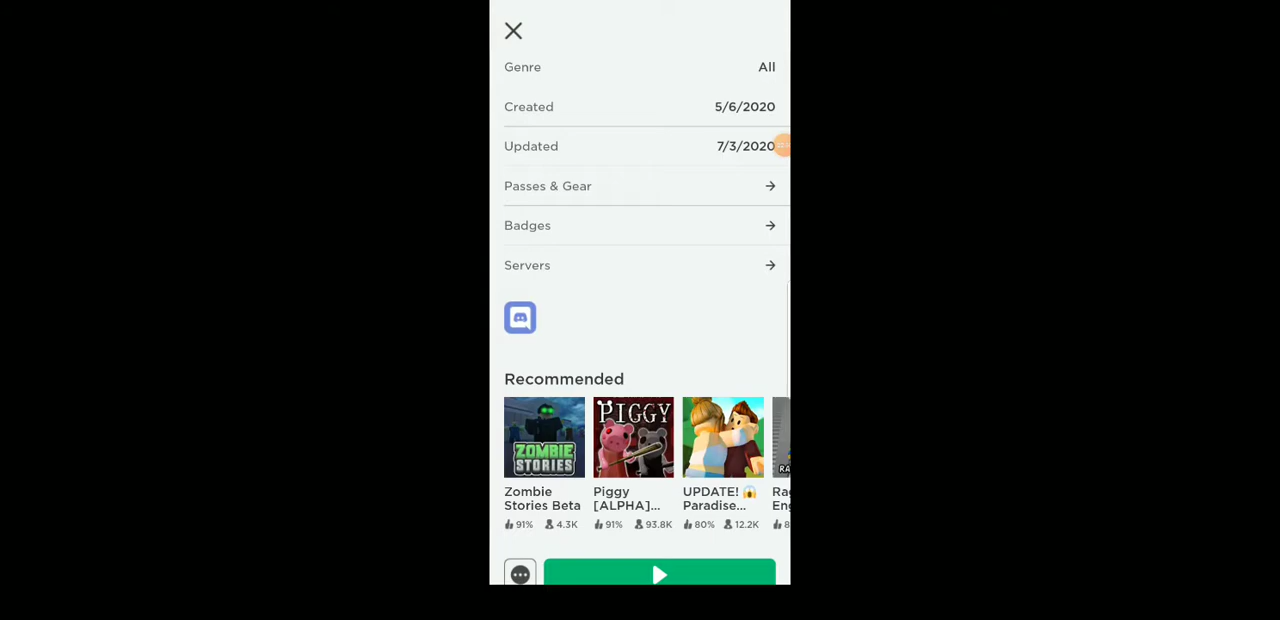 Genre All
Created 5/6/2020
Updated 7/3/2020
Passes & Gear
Badges
Servers
Recommended
ZOMBIE
STORIES
PIGGY
Zombie
Stories Beta
Piggy
[ALPHA]...
UPDATE! 😱
Paradise...
91% 4.3K
91% 93.8K
80% 12.2K